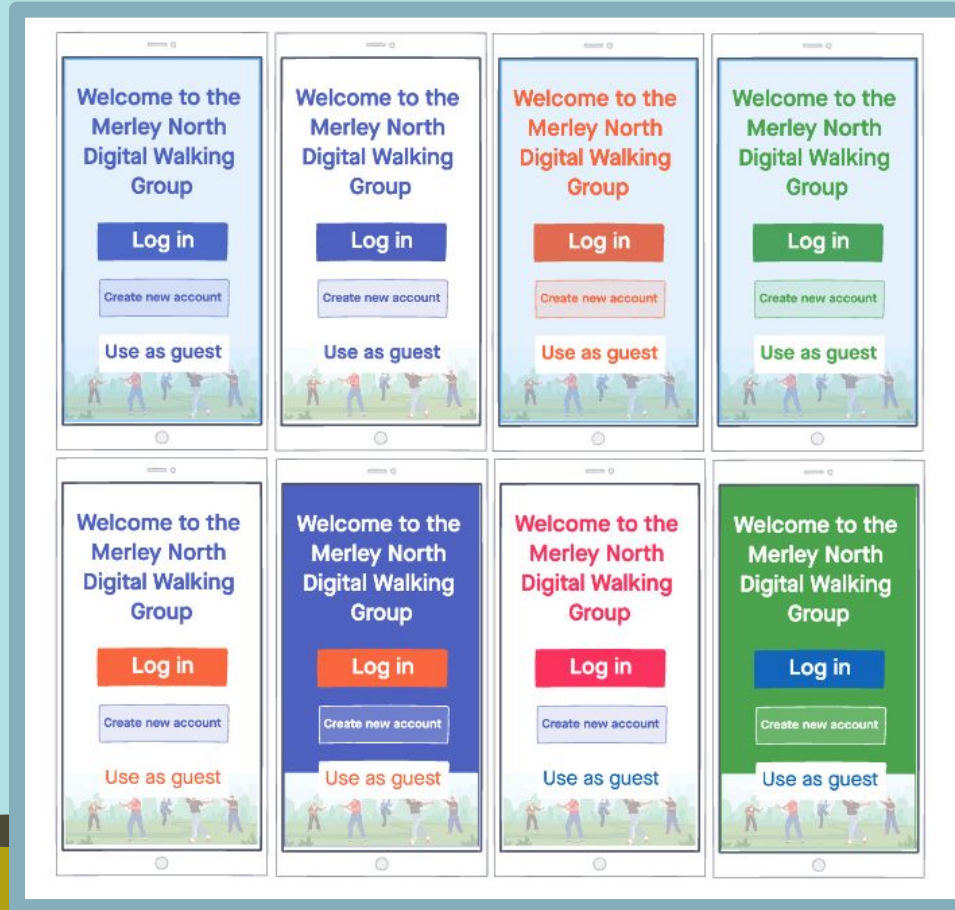 Welcome to the
Merley North
Digital Walking
Group
Log in
Create new account
Use as guest
Welcome to the
Merley North
Digital Walking
Group
Log in
Create new account
Use as guest
Welcome to the
Merley North
Digital Walking
Group
Log in
Create new account
Use as guest
Welcome to the
Merley North
Digital Walking
Group
Log in
Create new account
Use as guest
Welcome to the
Merley North
Digital Walking
Group
Log in
Create new account
Use as guest
Welcome to the
Merley North
Digital Walking
Group
Log in
Create new account
Use as guest
Welcome to the
Merley North
Digital Walking
Group
Log in
Create new account
Use as guest
Welcome to the
Merley North
Digital Walking
Group
Log in
Create new account
Use as guest